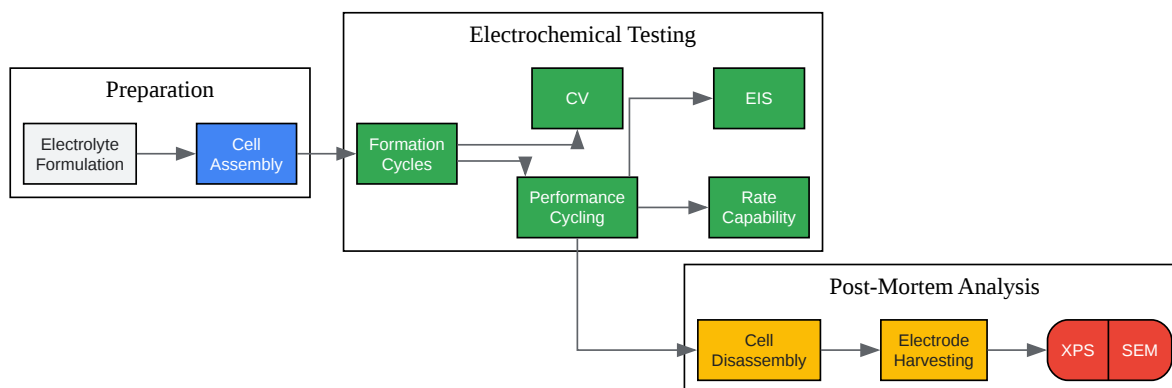 Preparation
Electrolyte
Formulation
Cell
Assembly
Electrochemical Testing
Formation
Cycles
CV
EIS
Performance
Cycling
Rate
Capability
Post-Mortem Analysis
Cell
Disassembly
Electrode
Harvesting
XPS
SEM